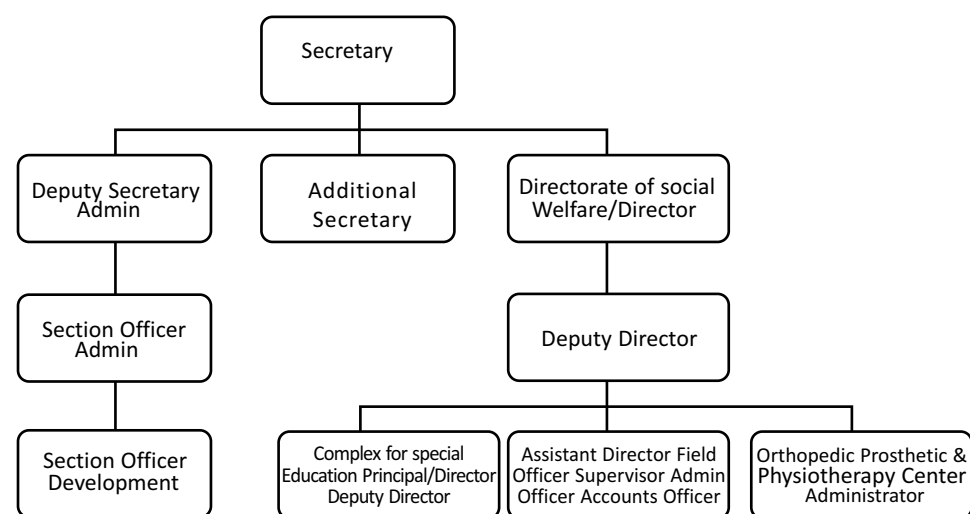 Secretary
Deputy Secretary
Admin
Additional
Secretary
Directorate of social
Welfare/Director
Section Officer
Admin
Deputy Director
Section Officer
Development
Complex for special
Education Principal/Director
Deputy Director
Assistant Director Field
Officer Supervisor Admin
Officer Accounts Officer
Orthopedic Prosthetic &
Physiotherapy Center
Administrator